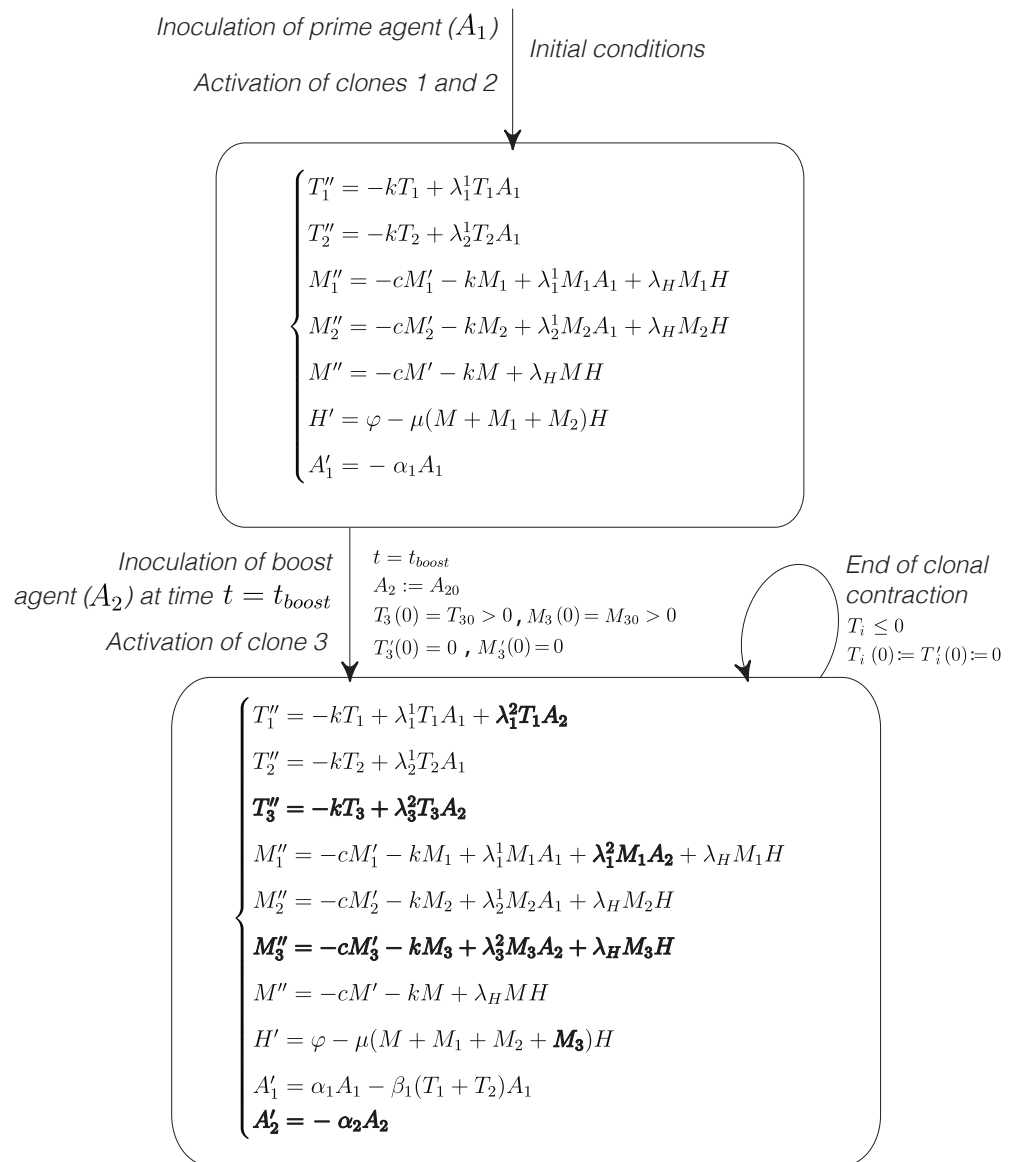 Inoculation of prime agent (A₁)
Initial conditions
Activation of clones 1 and 2
T₁″ = −kT₁ + λ₁¹T₁A₁
T₂″ = −kT₂ + λ₂¹T₂A₁
M₁″ = −cM₁′ − kM₁ + λ₁¹M₁A₁ + λ_H M₁H
M₂″ = −cM₂′ − kM₂ + λ₂¹M₂A₁ + λ_H M₂H
M″ = −cM′ − kM + λ_H MH
H′ = φ − μ(M + M₁ + M₂)H
A₁′ = − α₁A₁
Inoculation of boost
agent (A₂) at time t = t_boost
Activation of clone 3
t = t_boost
A₂ := A₂₀
T₃(0) = T₃₀ > 0 , M₃(0) = M₃₀ > 0
T₃′(0) = 0 , M₃′(0) = 0
End of clonal
contraction
T_i ≤ 0
T_i (0) := T_i′(0) := 0
T₁″ = −kT₁ + λ₁¹T₁A₁ + λ₁²T₁A₂
T₂″ = −kT₂ + λ₂¹T₂A₁
T₃″ = −kT₃ + λ₃²T₃A₂
M₁″ = −cM₁′ − kM₁ + λ₁¹M₁A₁ + λ₁²M₁A₂ + λ_H M₁H
M₂″ = −cM₂′ − kM₂ + λ₂¹M₂A₁ + λ_H M₂H
M₃″ = −cM₃′ − kM₃ + λ₃²M₃A₂ + λ_H M₃H
M″ = −cM′ − kM + λ_H MH
H′ = φ − μ(M + M₁ + M₂ + M₃)H
A₁′ = α₁A₁ − β₁(T₁ + T₂)A₁
A₂′ = − α₂A₂